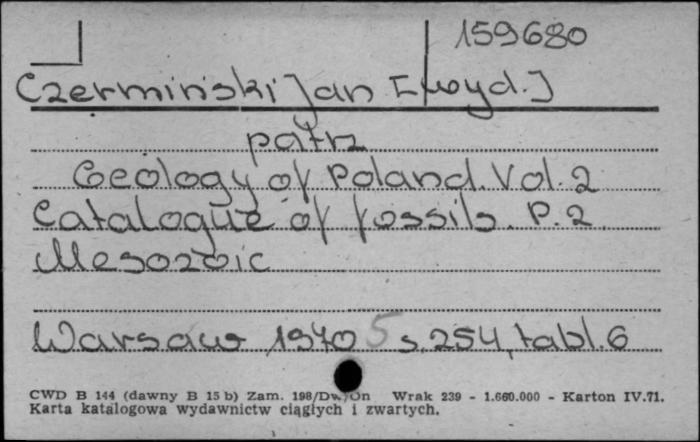 159680
Czermiński Jan [wyd.]
patrz
Geology of Poland. Vol. 2
Catalogue of fossils. P. 2
Mesozoic
Warsaw 1970 5 s. 254, tabl. 6
CWD B 144 (dawny B 15 b) Zam. 198/Dw/On Wrak 239 - 1.660.000 - Karton IV.71.
Karta katalogowa wydawnictw ciągłych i zwartych.